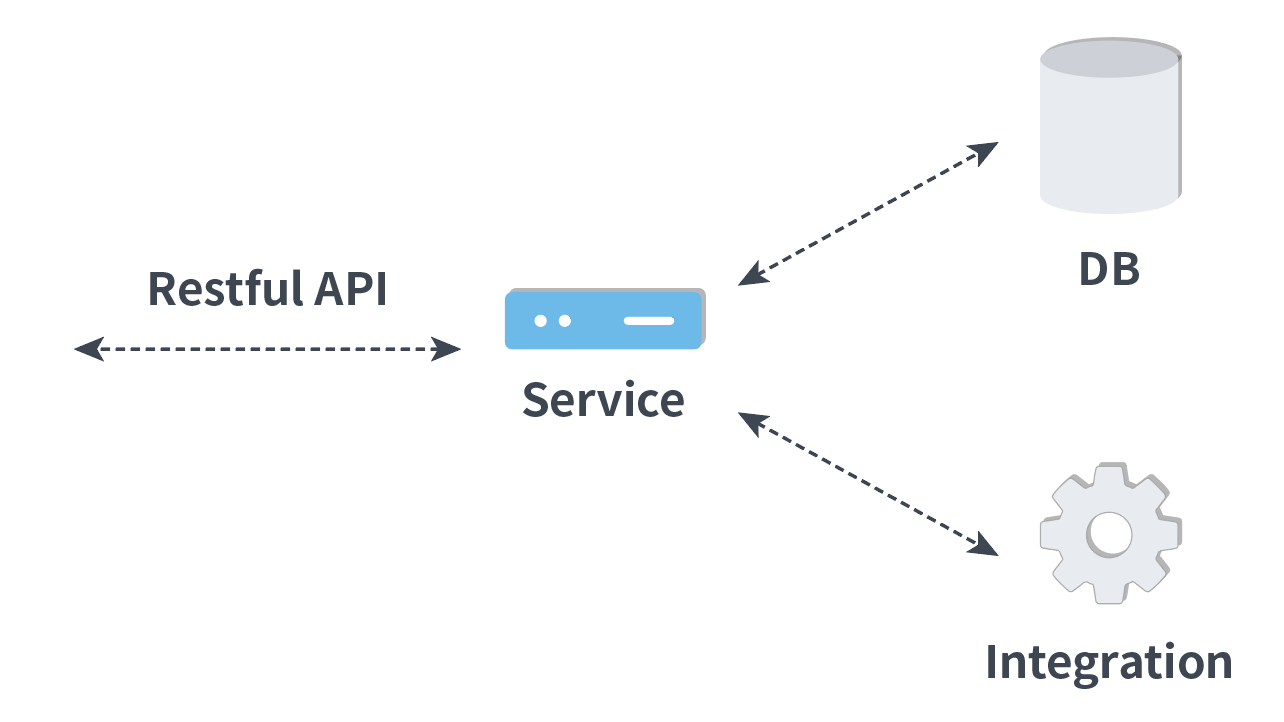 DB
Restful API
Service
Integration